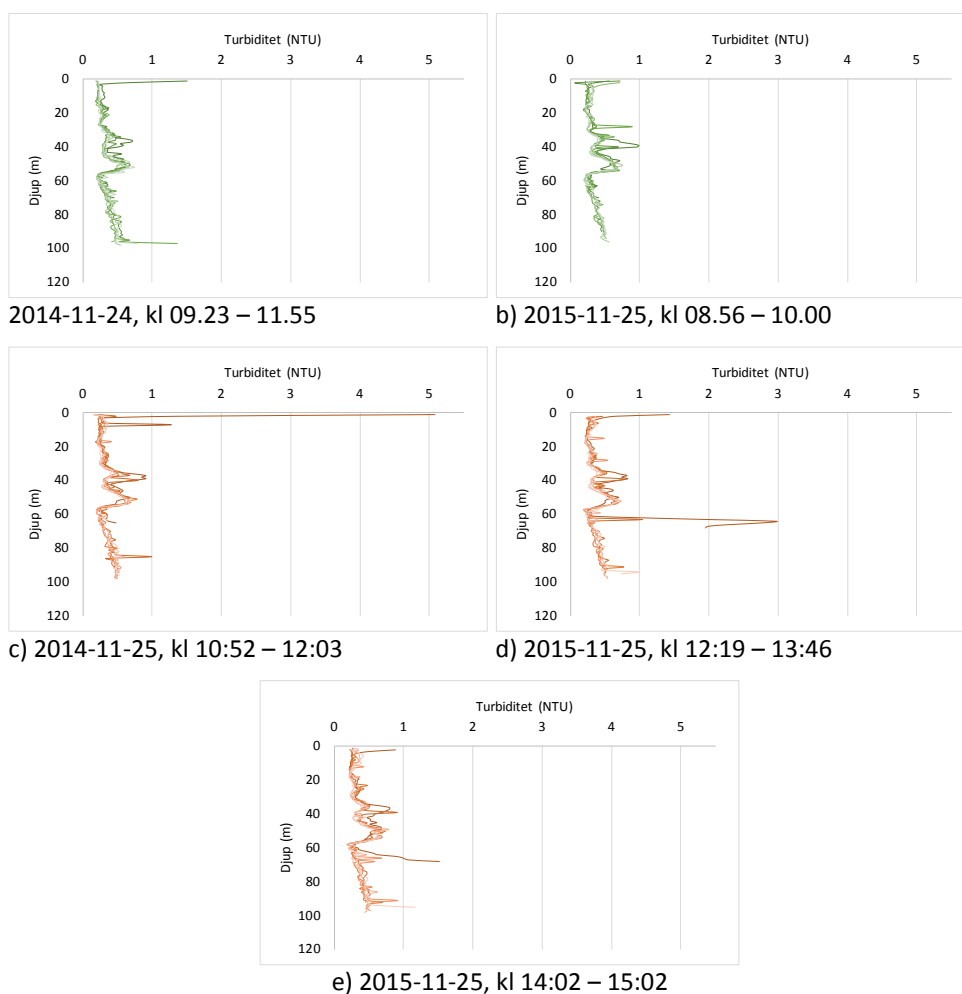 Turbiditet (NTU)
0 1 2 3 4 5
Djup (m)
0
20
40
60
80
100
120
2014-11-24, kl 09.23 – 11.55
Turbiditet (NTU)
0 1 2 3 4 5
Djup (m)
0
20
40
60
80
100
120
b) 2015-11-25, kl 08.56 – 10.00
Turbiditet (NTU)
0 1 2 3 4 5
Djup (m)
0
20
40
60
80
100
120
c) 2014-11-25, kl 10:52 – 12:03
Turbiditet (NTU)
0 1 2 3 4 5
Djup (m)
0
20
40
60
80
100
120
d) 2015-11-25, kl 12:19 – 13:46
Turbiditet (NTU)
0 1 2 3 4 5
Djup (m)
0
20
40
60
80
100
120
e) 2015-11-25, kl 14:02 – 15:02